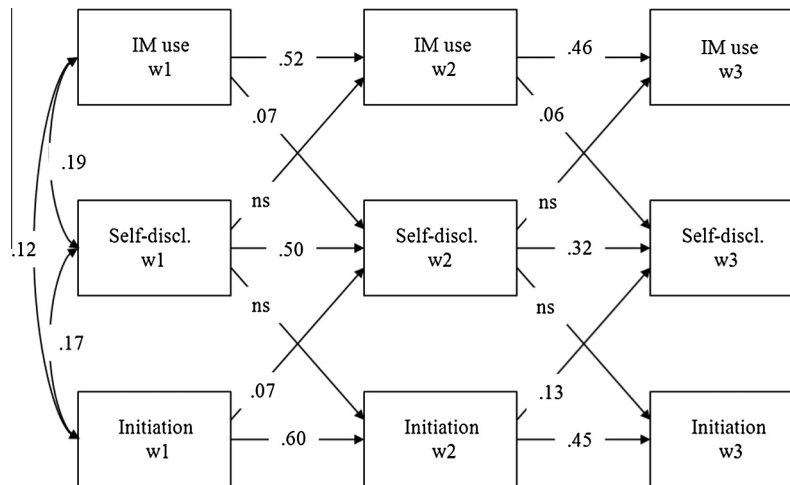 IM use
w1
.52
IM use
w2
.46
IM use
w3
.07
.06
.19
ns
ns
Self-discl.
w1
.50
Self-discl.
w2
.32
Self-discl.
w3
.12
ns
ns
.17
.07
.13
Initiation
w1
.60
Initiation
w2
.45
Initiation
w3